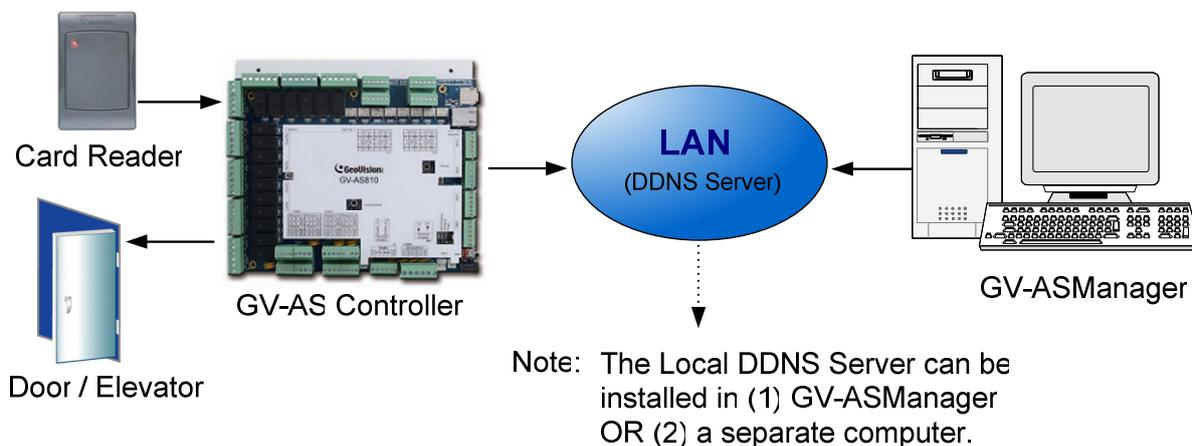 Card Reader
GeoVision
GV-AS810
GV-AS Controller
Door / Elevator
LAN
(DDNS Server)
GV-ASManager
Note: The Local DDNS Server can be
installed in (1) GV-ASManager
OR (2) a separate computer.